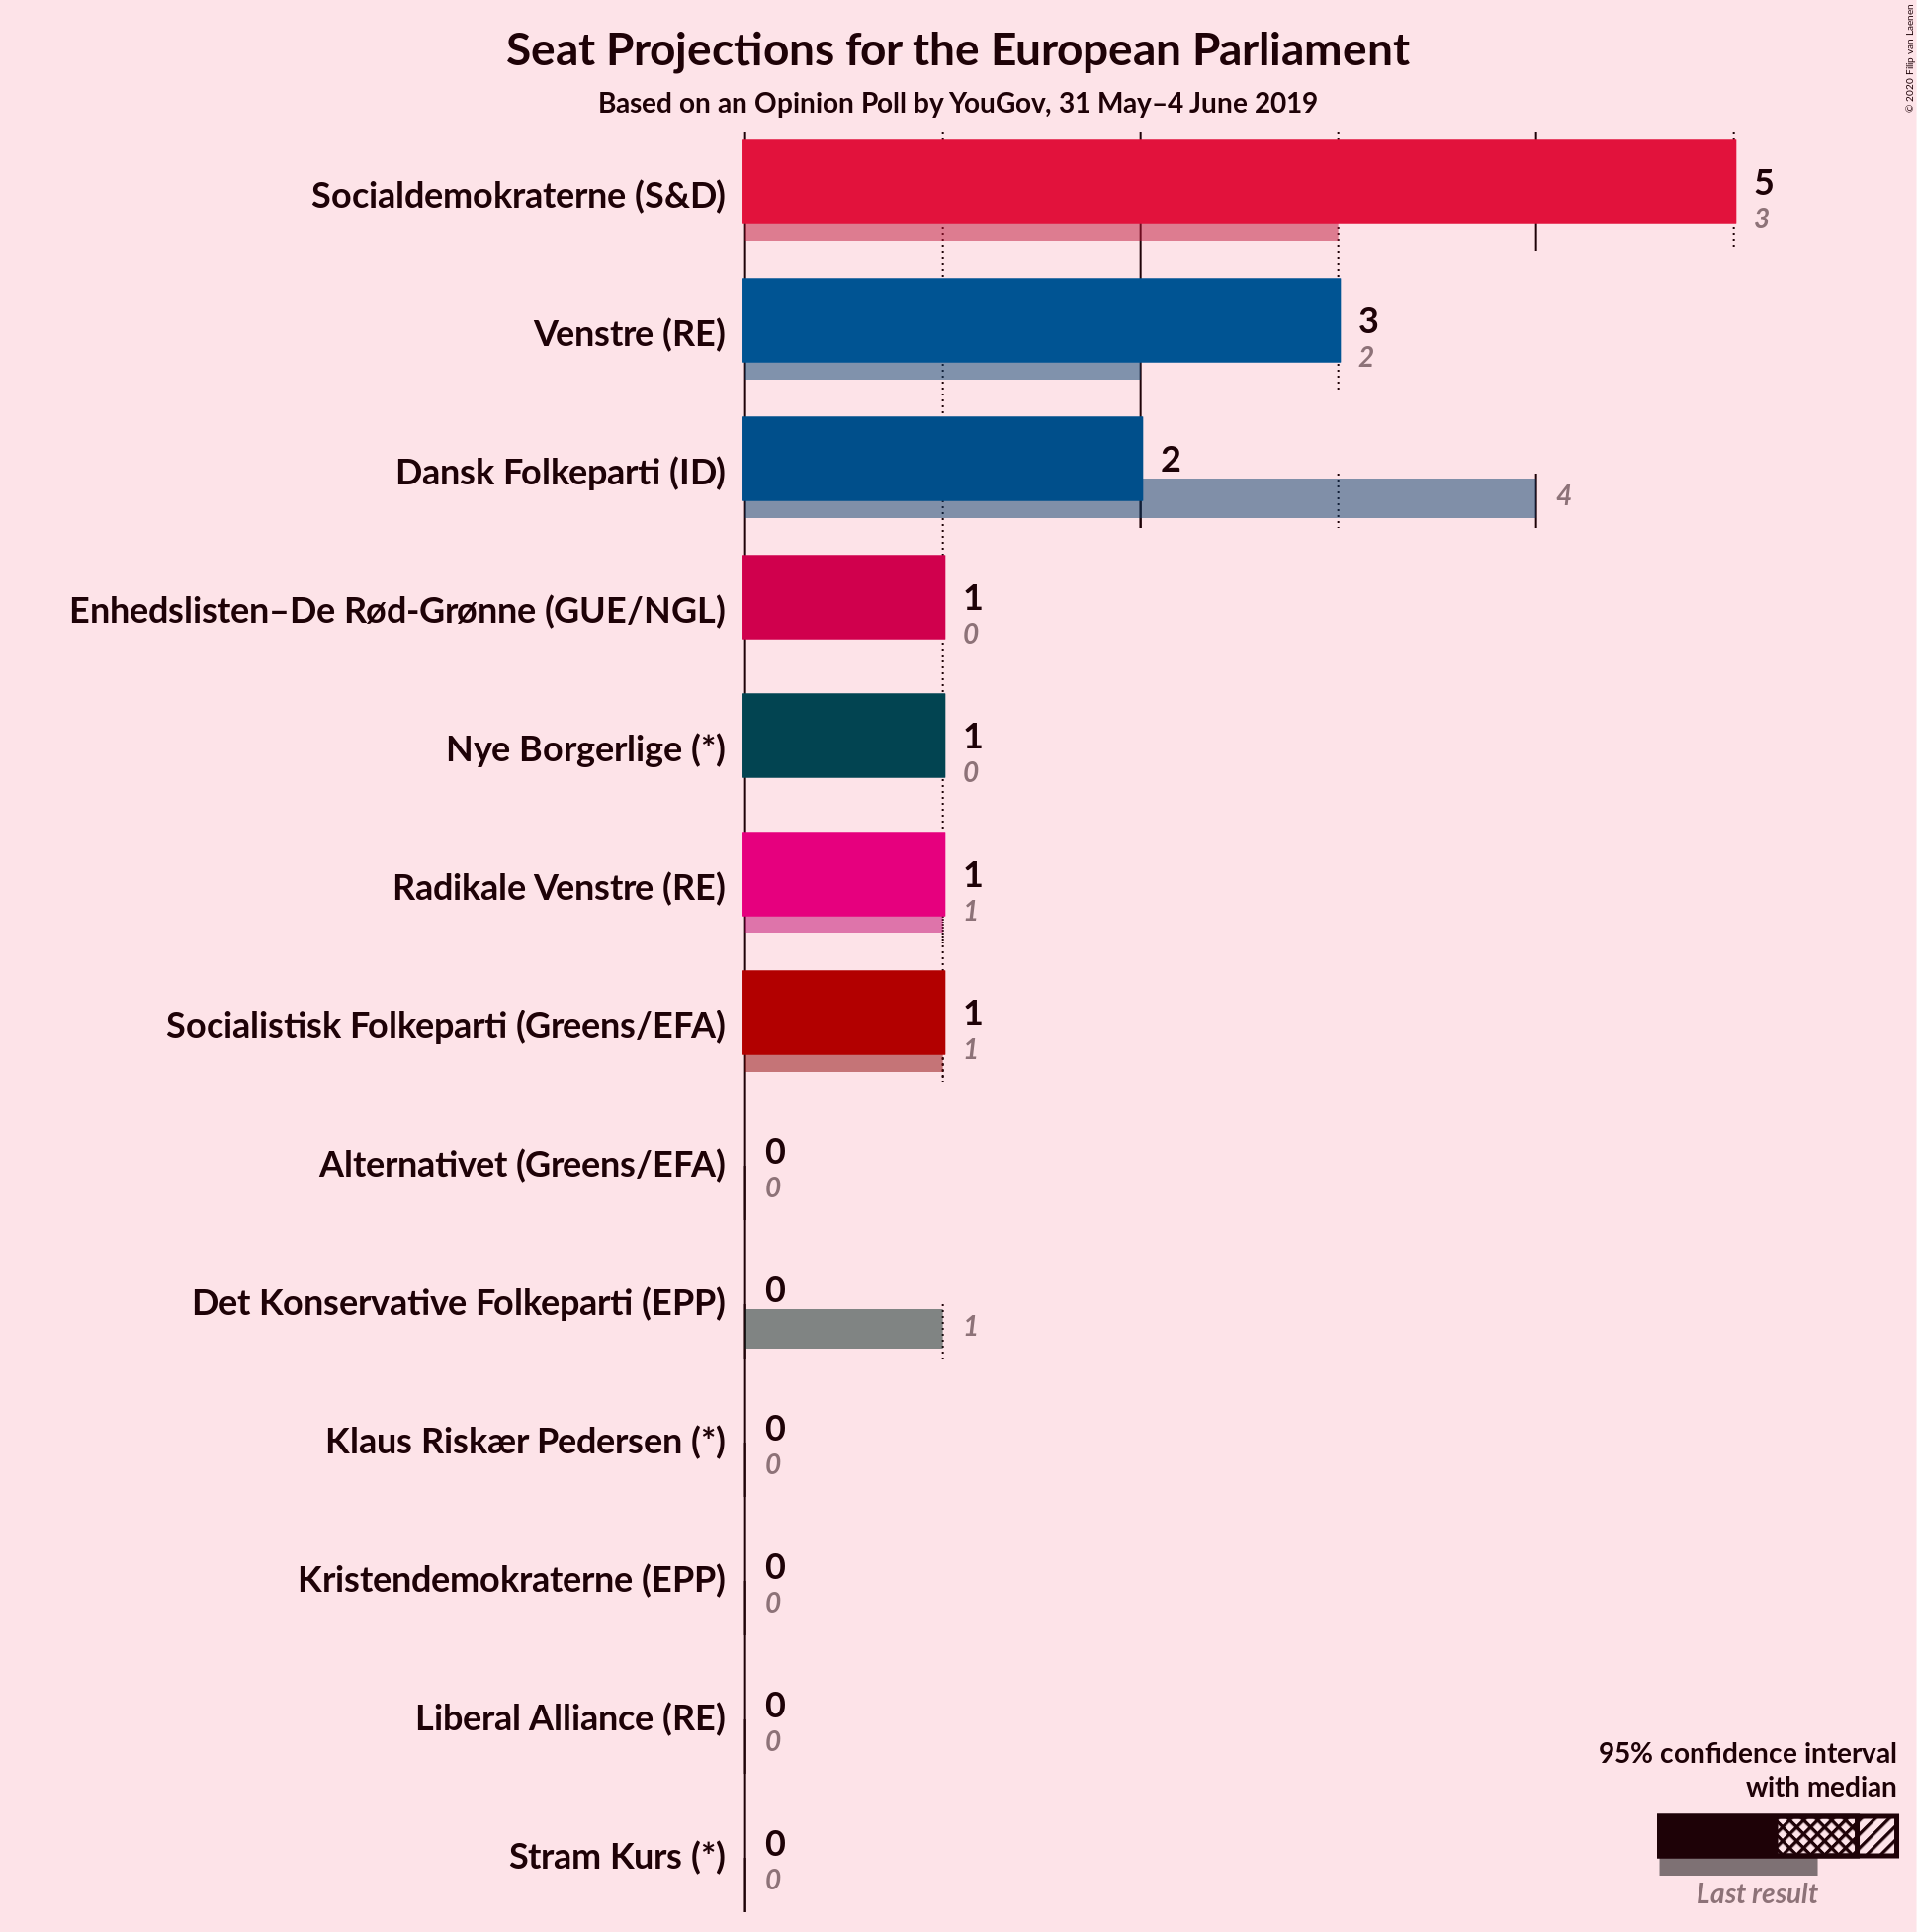 Seat Projections for the European Parliament
Based on an Opinion Poll by YouGov, 31 May–4 June 2019
© 2020 Filip van Laenen
Socialdemokraterne (S&D)
5
3
Venstre (RE)
3
2
Dansk Folkeparti (ID)
2
4
Enhedslisten–De Rød-Grønne (GUE/NGL)
1
0
Nye Borgerlige (*)
1
0
Radikale Venstre (RE)
1
1
Socialistisk Folkeparti (Greens/EFA)
1
1
Alternativet (Greens/EFA)
0
0
Det Konservative Folkeparti (EPP)
0
1
Klaus Riskær Pedersen (*)
0
0
Kristendemokraterne (EPP)
0
0
Liberal Alliance (RE)
0
0
Stram Kurs (*)
0
0
95% confidence interval
with median
Last result